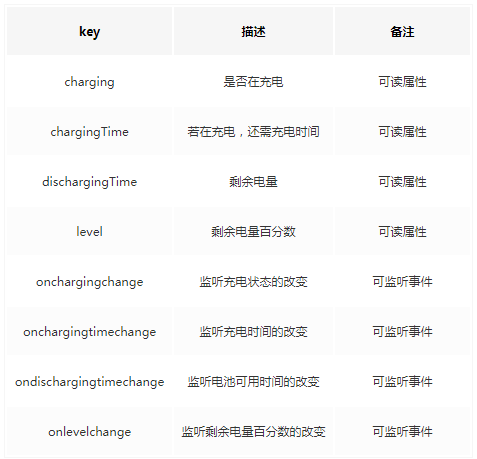 key 描述 备注
charging 是否在充电 可读属性
chargingTime 若在充电，还需充电时间 可读属性
dischargingTime 剩余电量 可读属性
level 剩余电量百分数 可读属性
onchargingchange 监听充电状态的改变 可监听事件
onchargingtimechange 监听充电时间的改变 可监听事件
ondischargingtimechange 监听电池可用时间的改变 可监听事件
onlevelchange 监听剩余电量百分数的改变 可监听事件